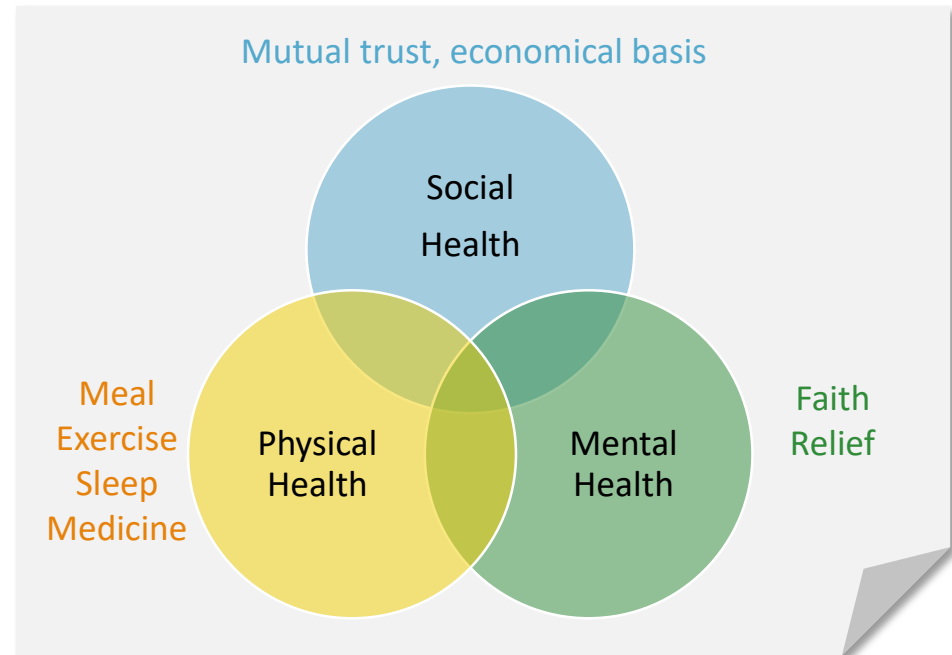 Mutual trust, economical basis
Social
Health
Meal
Exercise
Sleep
Medicine
Physical
Health
Mental
Health
Faith
Relief